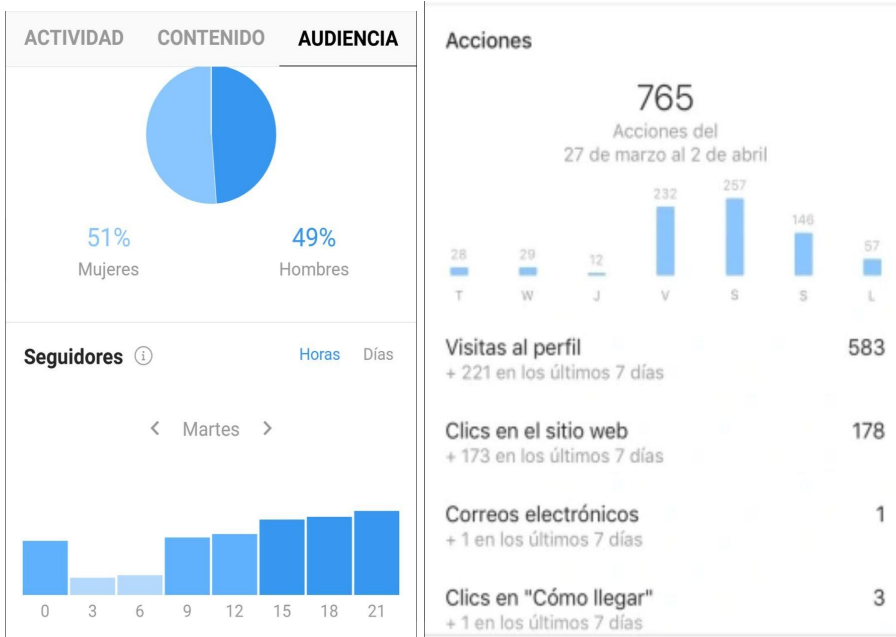 ACTIVIDAD CONTENIDO AUDIENCIA
51% 49%
Mujeres Hombres
Seguidores Horas Días
< Martes >
0 3 6 9 12 15 18 21
Acciones
765
Acciones del
27 de marzo al 2 de abril
28 29 12 232 257 146 57
T W J V S S L
Visitas al perfil 583
+ 221 en los últimos 7 días
Clics en el sitio web 178
+ 173 en los últimos 7 días
Correos electrónicos 1
+ 1 en los últimos 7 días
Clics en "Cómo llegar" 3
+ 1 en los últimos 7 días